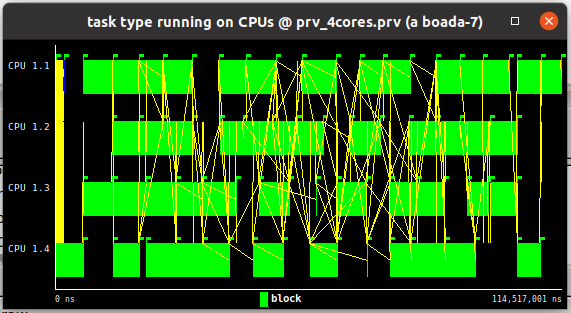 task type running on CPUs @ prv_4cores.prv (a boada-7)
CPU 1.1
CPU 1.2
CPU 1.3
CPU 1.4
0 ns
block
114,517,001 ns